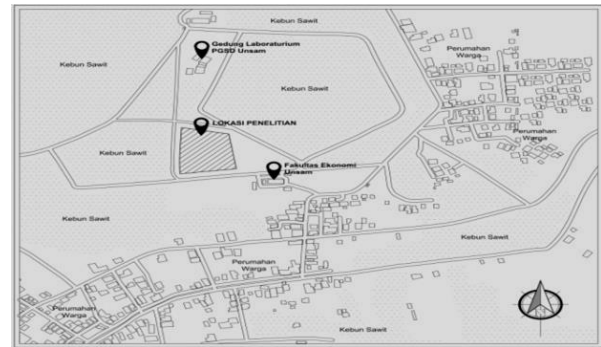 Kebun Sawit
Gedung Laboraturium
PGSD Unsam
Perumahan
Warga
Kebun Sawit
Kebun Sawit
LOKASI PENELITIAN
Perumahan
Warga
Kebun Sawit
Fakultas Ekonomi
Unsam
Kebun Sawit
Kebun Sawit
Perumahan
Warga
Perumahan
Warga
Kebun Sawit